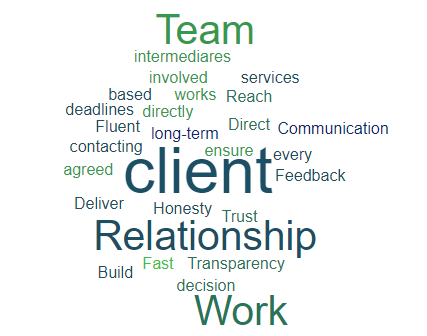 Team
intermediares
involved services
based works Reach
deadlines directly
Fluent long-term Direct Communication
contacting ensure every
agreed client Feedback
Deliver Honesty Trust
Relationship
Build Fast Transparency
decision
Work